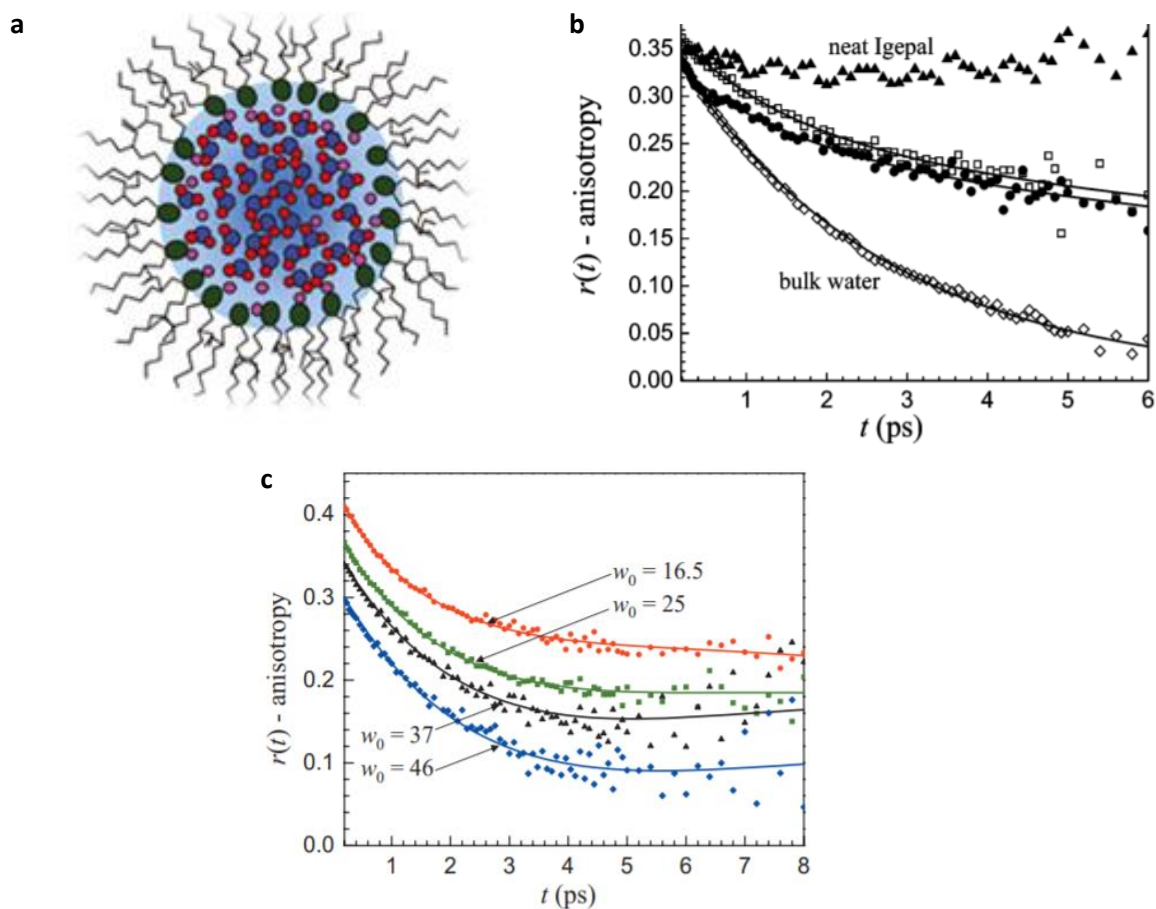 a
b
0.35
0.30
0.25
0.20
0.15
0.10
0.05
0.00
r(t) - anisotropy
neat Igepal
bulk water
1 2 3 4 5 6
t (ps)
c
0.4
0.3
0.2
0.1
0.0
r(t) - anisotropy
w₀ = 16.5
w₀ = 25
w₀ = 37
w₀ = 46
1 2 3 4 5 6 7 8
t (ps)